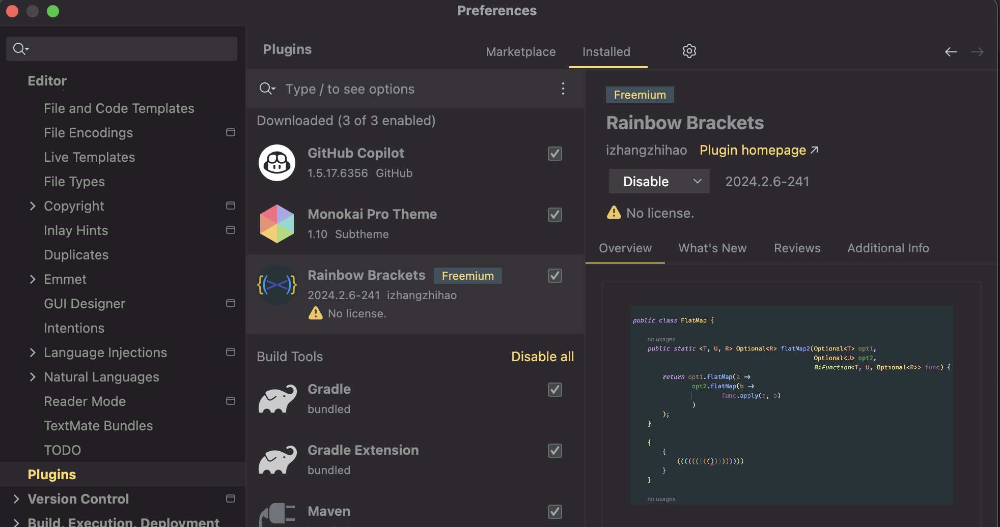 Preferences
Editor
File and Code Templates
File Encodings
Live Templates
File Types
Copyright
Inlay Hints
Duplicates
Emmet
GUI Designer
Intentions
Language Injections
Natural Languages
Reader Mode
TextMate Bundles
TODO
Plugins
Version Control
Build, Execution, Deployment
Plugins
Marketplace
Installed
Type / to see options
Downloaded (3 of 3 enabled)
GitHub Copilot
1.5.17.6356 GitHub
Monokai Pro Theme
1.10 Subtheme
Rainbow Brackets Freemium
2024.2.6-241 izhangzhihao
No license.
Build Tools Disable all
Gradle
bundled
Gradle Extension
bundled
Maven
Freemium
Rainbow Brackets
izhangzhihao Plugin homepage ↗
Disable 2024.2.6-241
No license.
Overview What's New Reviews Additional Info
public class FlatMap {
no usages
public static <T, U, R> Optional<R> flatMap2(Optional<T> opt1,
Optional<U> opt2,
BiFunction<T, U, Optional<R>> func) {
return opt1.flatMap(a →
opt2.flatMap(b →
func.apply(a, b)
)
);
}
{
{
((((((((()))))))))
}
}
no usages